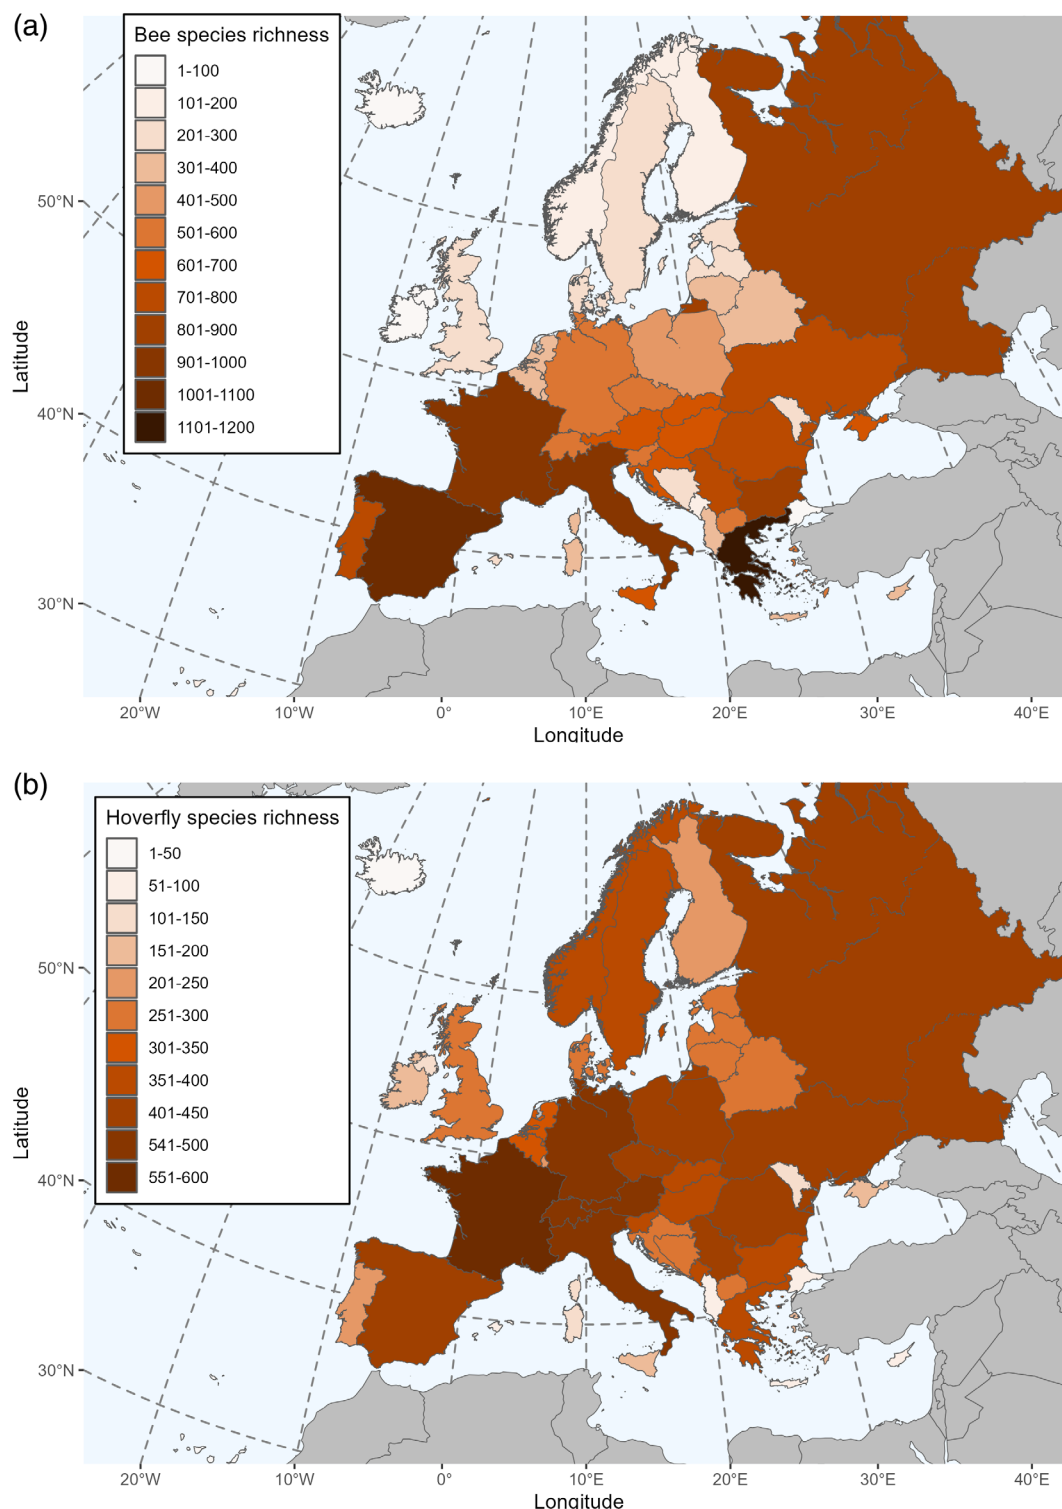 (a)
Bee species richness
1-100
101-200
201-300
301-400
401-500
501-600
601-700
701-800
801-900
901-1000
1001-1100
1101-1200
Latitude
50°N
40°N
30°N
20°W
10°W
0°
10°E
20°E
30°E
40°E
Longitude
(b)
Hoverfly species richness
1-50
51-100
101-150
151-200
201-250
251-300
301-350
351-400
401-450
541-500
551-600
Latitude
50°N
40°N
30°N
20°W
10°W
0°
10°E
20°E
30°E
40°E
Longitude